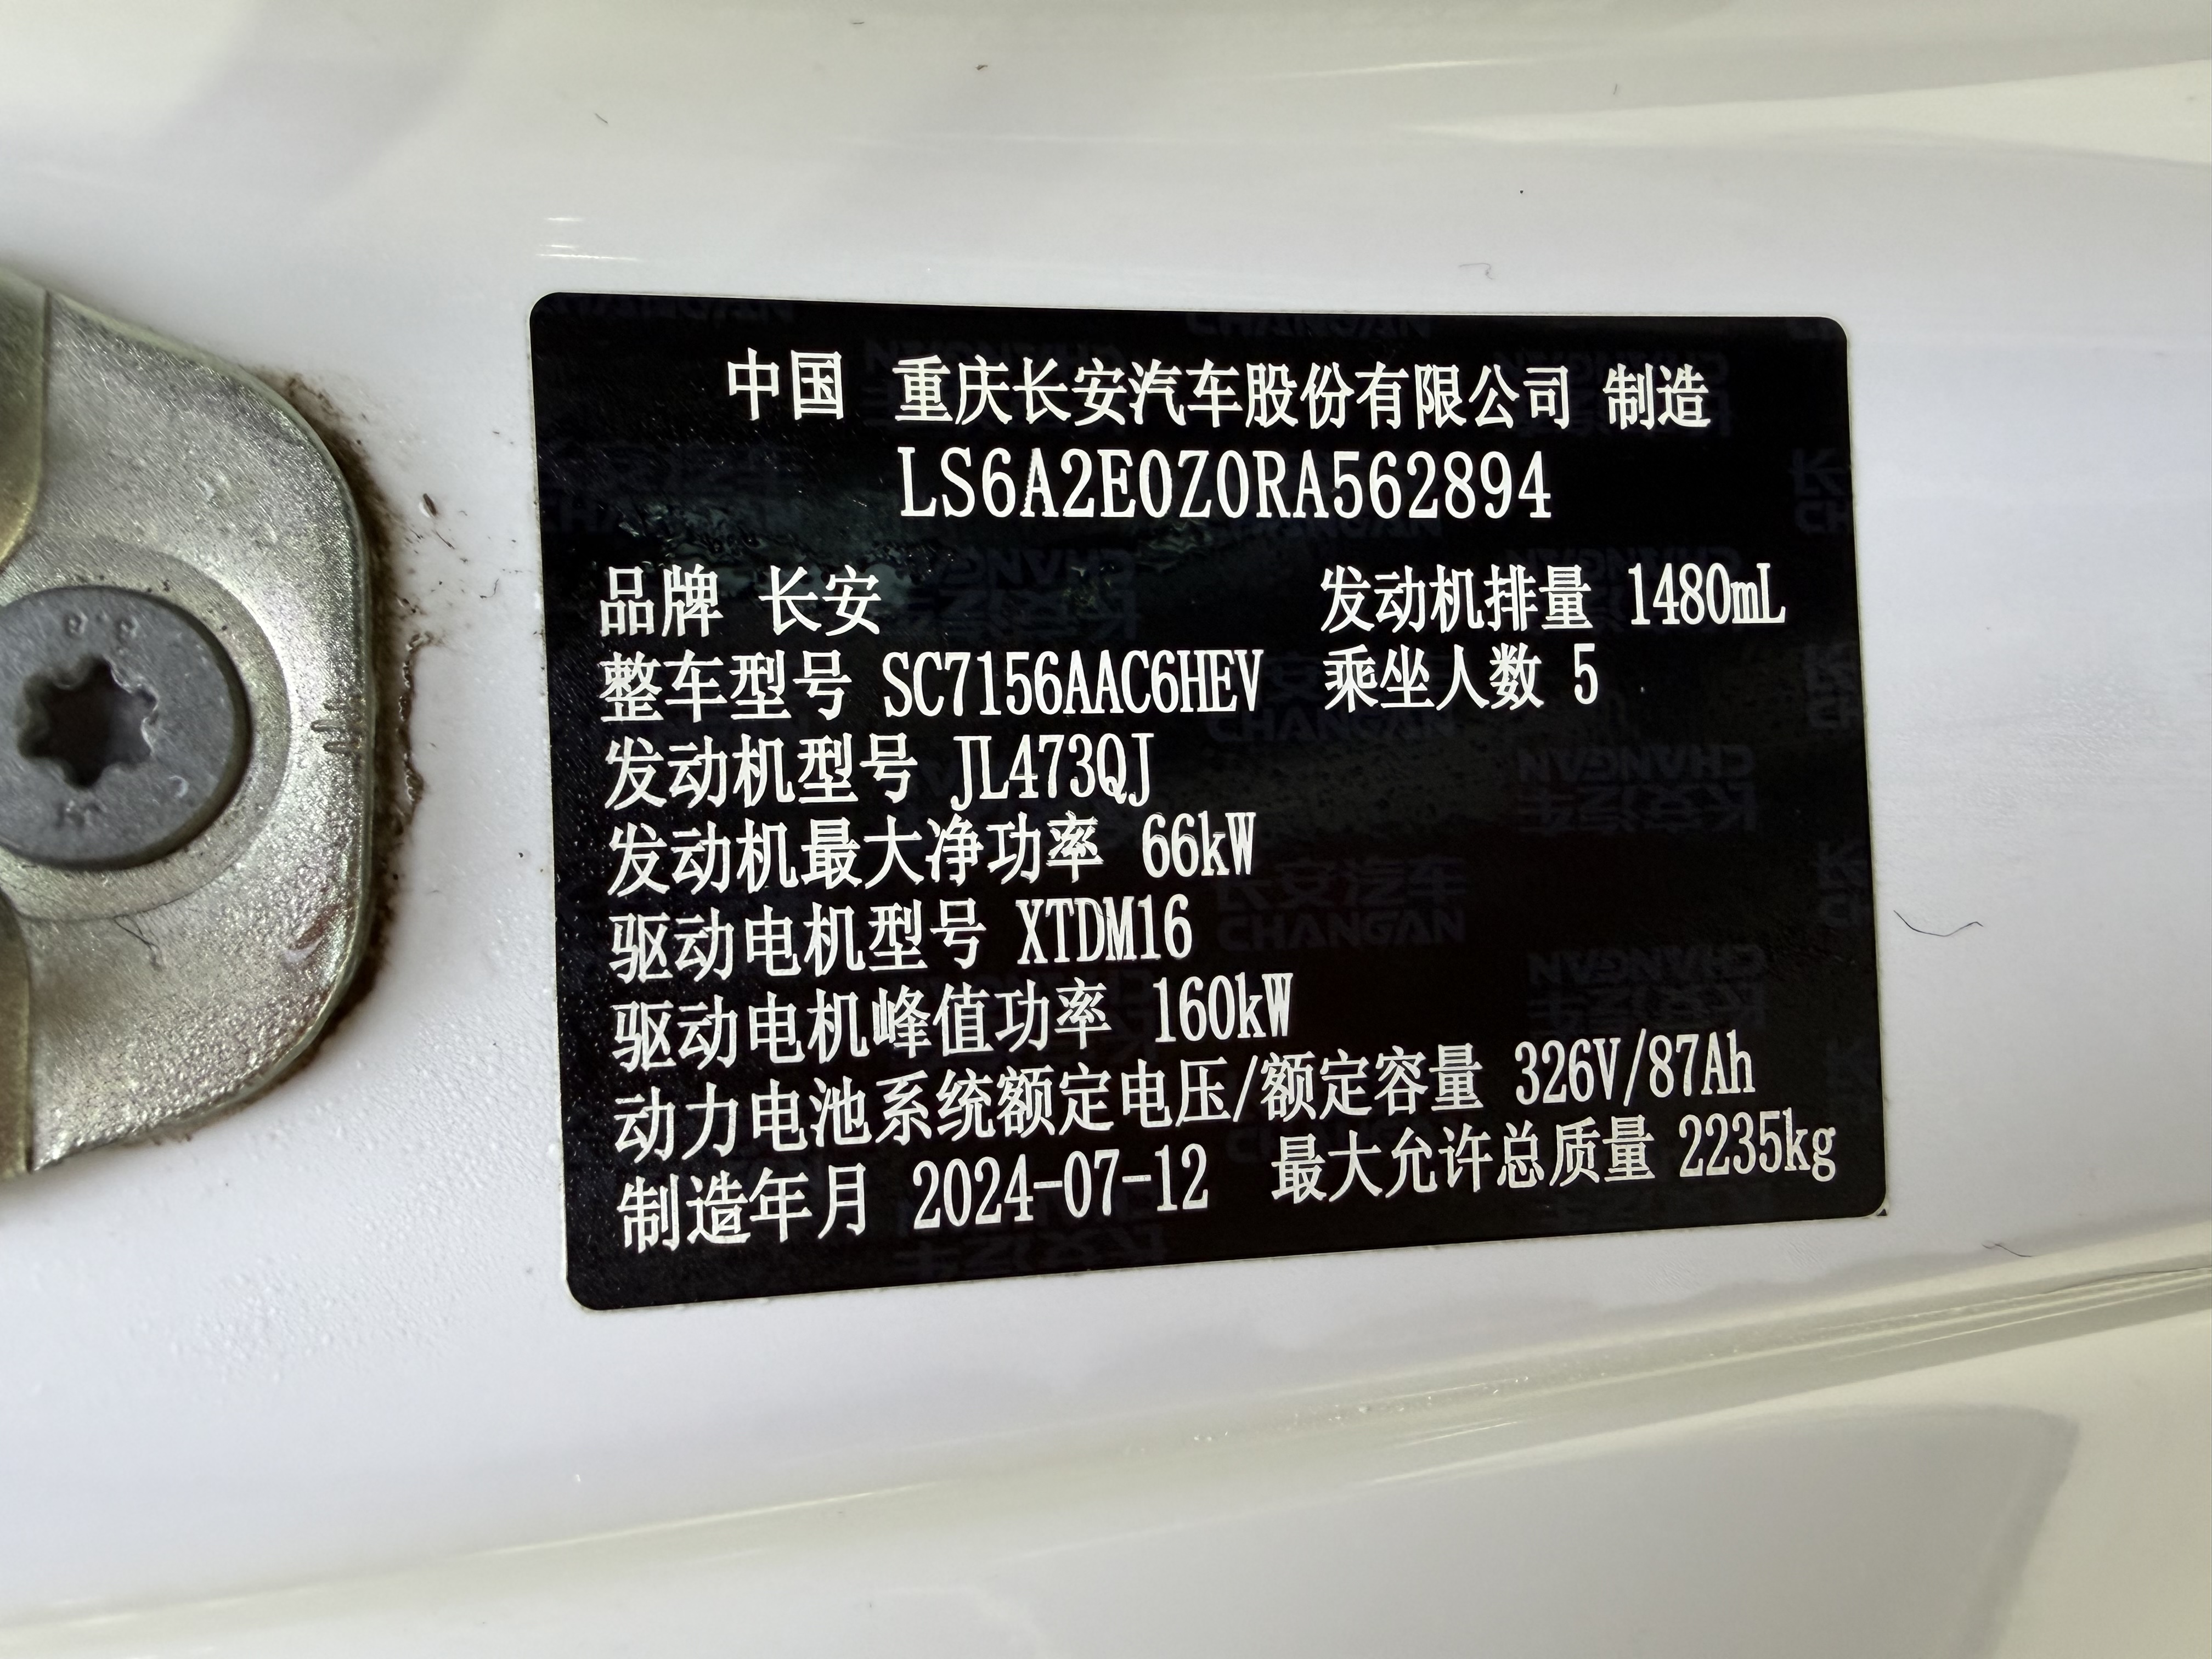 中国 重庆长安汽车股份有限公司 制造
LS6A2E0Z0RA562894
品牌 长安 发动机排量 1480mL
整车型号 SC7156AAC6HEV 乘坐人数 5
发动机型号 JL473QJ
发动机最大净功率 66kW
驱动电机型号 XTDM16
驱动电机峰值功率 160kW
动力电池系统额定电压/额定容量 326V/87Ah
制造年月 2024-07-12 最大允许总质量 2235kg